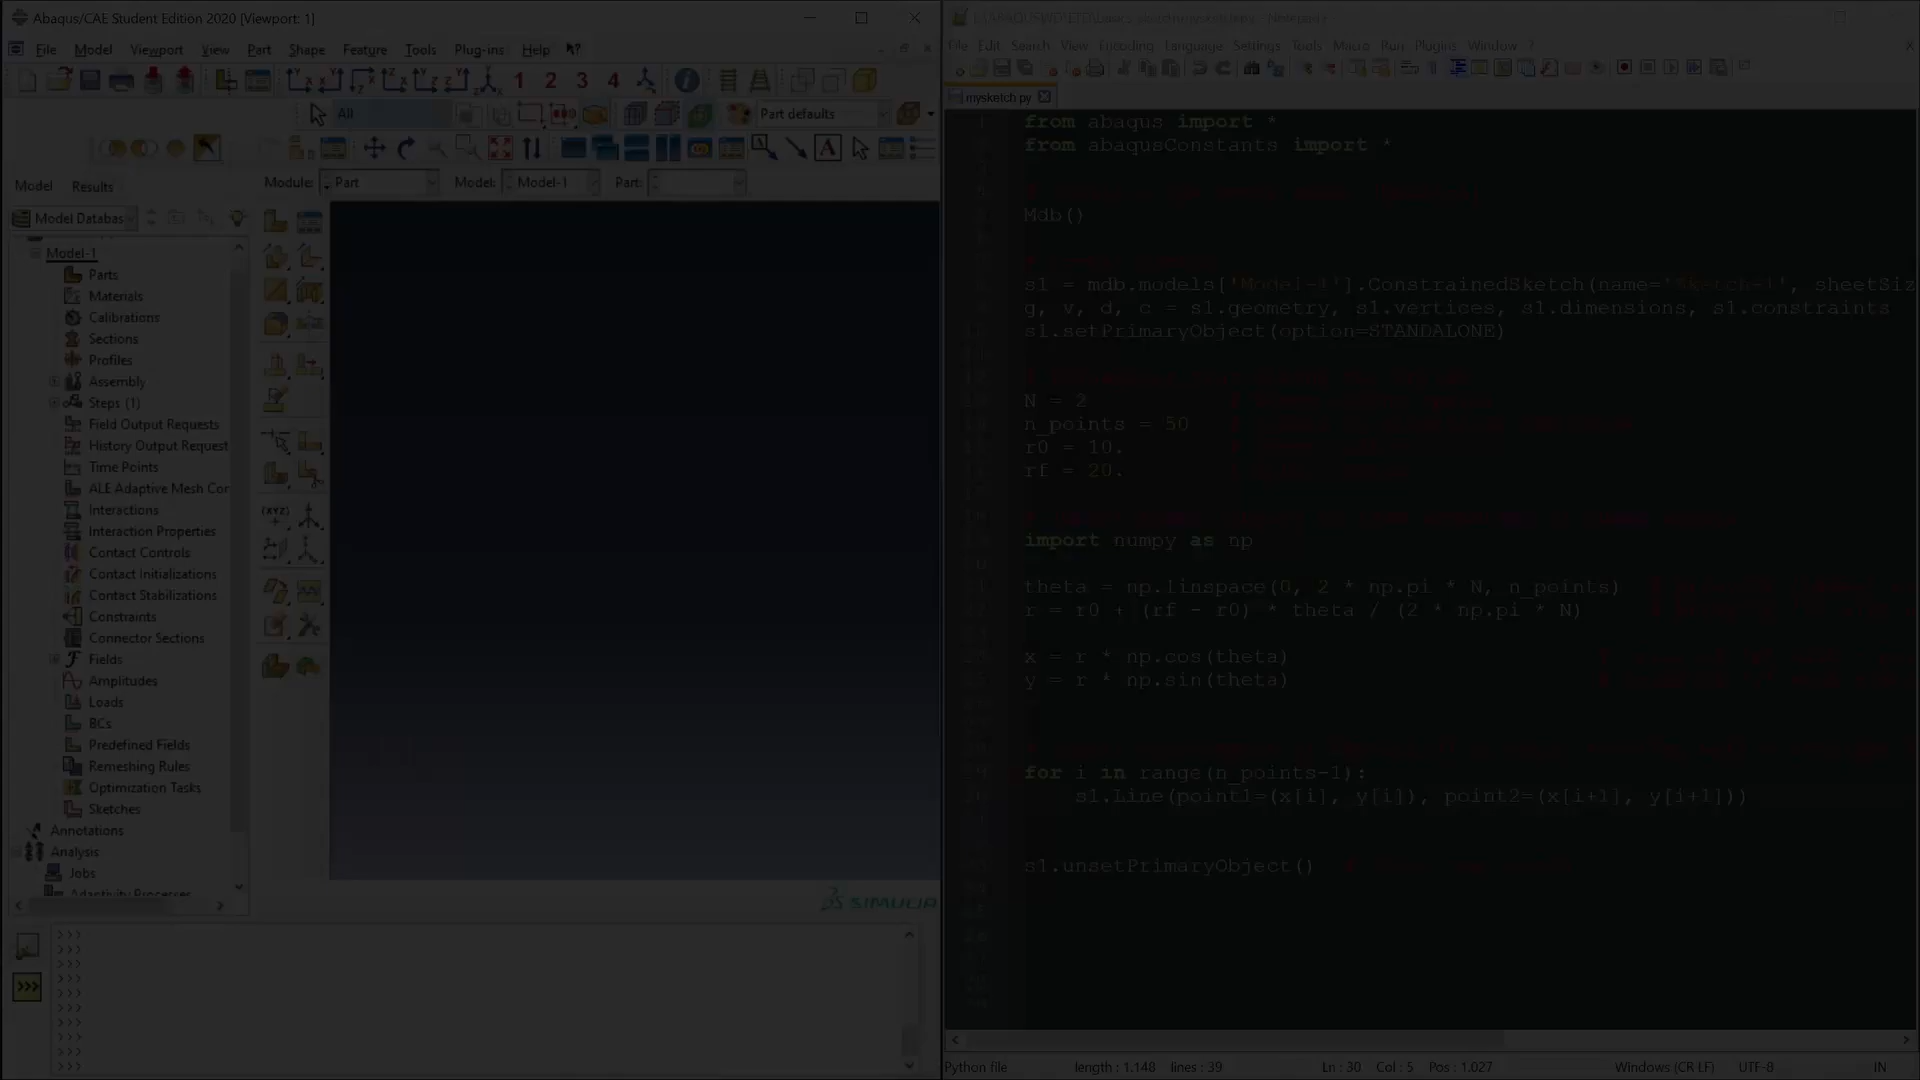 Abaqus/CAE Student Edition 2020 [Viewport: 1]
File Model Viewport View Part Shape Feature Tools Plug-ins Help
1 2 3 4
All
Part defaults
Module: Part Model: Model-1 Part:
Model Results
Model Databas
Model-1
Parts
Materials
Calibrations
Sections
Profiles
Assembly
Steps (1)
Field Output Requests
History Output Request
Time Points
ALE Adaptive Mesh Cor
Interactions
Interaction Properties
Contact Controls
Contact Initializations
Contact Stabilizations
Constraints
Connector Sections
Fields
Amplitudes
Loads
BCs
Predefined Fields
Remeshing Rules
Optimization Tasks
Sketches
Annotations
Analysis
Jobs
Adaptivity Processes
(XYZ)
SIMULIA
>>>
>>>
>>>
>>>
>>>
>>>
>>>
>>>
>>>
>>>
>>>
File Edit Search View Encoding Language Settings Tools Macro Run Plugins Window ?
mysketch.py
from abaqus import *
from abaqusConstants import *
Mdb()
s1 = mdb.models['Model-1'].ConstrainedSketch(name='Sketch-1', sheetSiz
g, v, d, c = s1.geometry, s1.vertices, s1.dimensions, s1.constraints
s1.setPrimaryObject(option=STANDALONE)
N = 2
n_points = 50
r0 = 10.
rf = 20.
import numpy as np
theta = np.linspace(0, 2 * np.pi * N, n_points)
r = r0 + (rf - r0) * theta / (2 * np.pi * N)
x = r * np.cos(theta)
y = r * np.sin(theta)
for i in range(n_points-1):
s1.Line(point1=(x[i], y[i]), point2=(x[i+1], y[i+1]))
s1.unsetPrimaryObject()
Python file length : 1.148 lines : 39 Ln : 30 Col : 5 Pos : 1.027 Windows (CR LF) UTF-8 IN